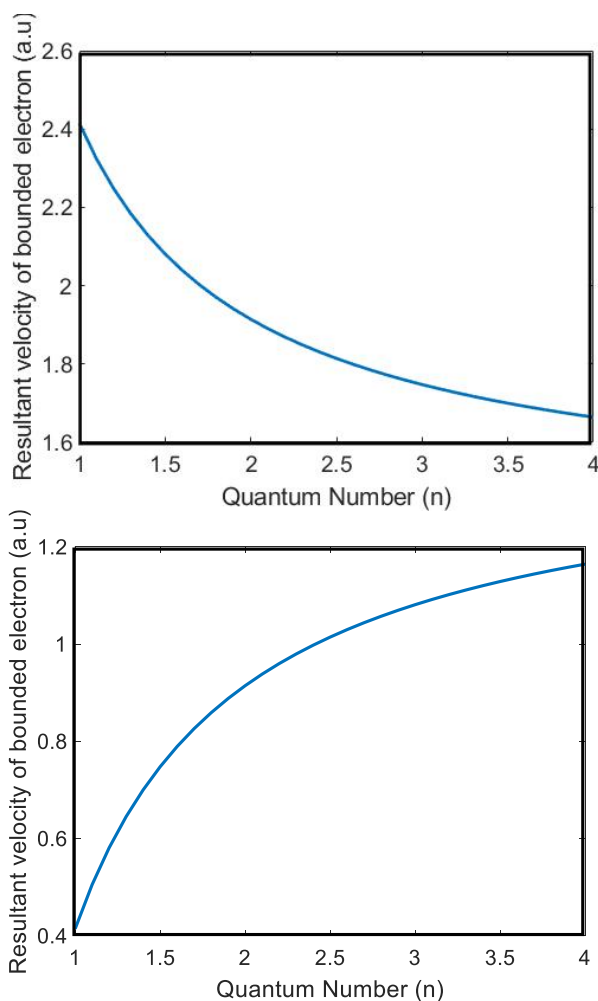 Resultant velocity of bounded electron (a.u)
2.6
2.4
2.2
2
1.8
1.6
1 1.5 2 2.5 3 3.5 4
Quantum Number (n)
Resultant velocity of bounded electron (a.u)
1.2
1
0.8
0.6
0.4
1 1.5 2 2.5 3 3.5 4
Quantum Number (n)